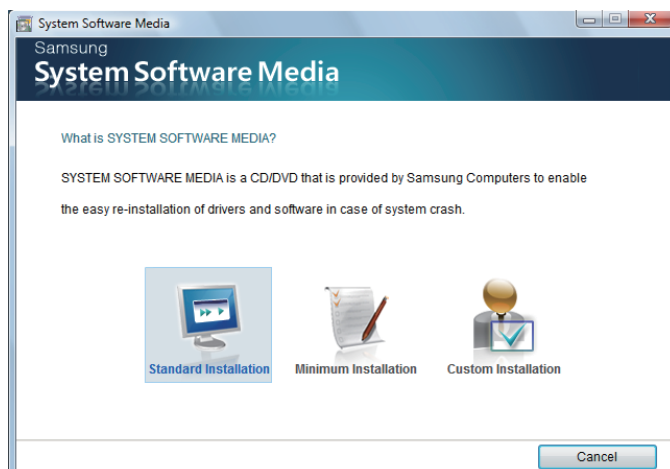 System Software Media
Samsung
System Software Media
What is SYSTEM SOFTWARE MEDIA?
SYSTEM SOFTWARE MEDIA is a CD/DVD that is provided by Samsung Computers to enable
the easy re-installation of drivers and software in case of system crash.
Standard Installation Minimum Installation Custom Installation
Cancel